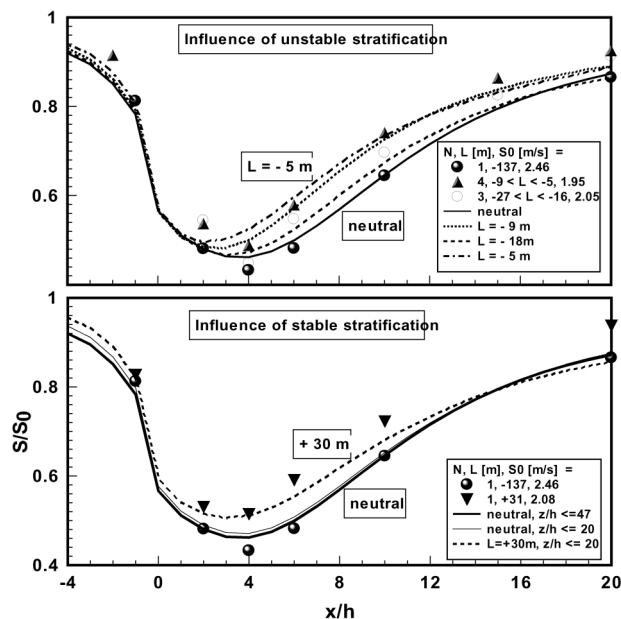 1
Influence of unstable stratification
0.8
L = - 5 m
N, L [m], S0 [m/s] =
1, -137, 2.46
4, -9 < L < -5, 1.95
3, -27 < L < -16, 2.05
neutral
L = - 9 m
L = - 18m
L = - 5 m
0.6
neutral
1
Influence of stable stratification
0.8
S/S0
+ 30 m
0.6
neutral
N, L [m], S0 [m/s] =
1, -137, 2.46
1, +31, 2.08
neutral, z/h <=47
neutral, z/h <= 20
L=+30m, z/h <= 20
0.4
-4 0 4 8 12 16 20
x/h